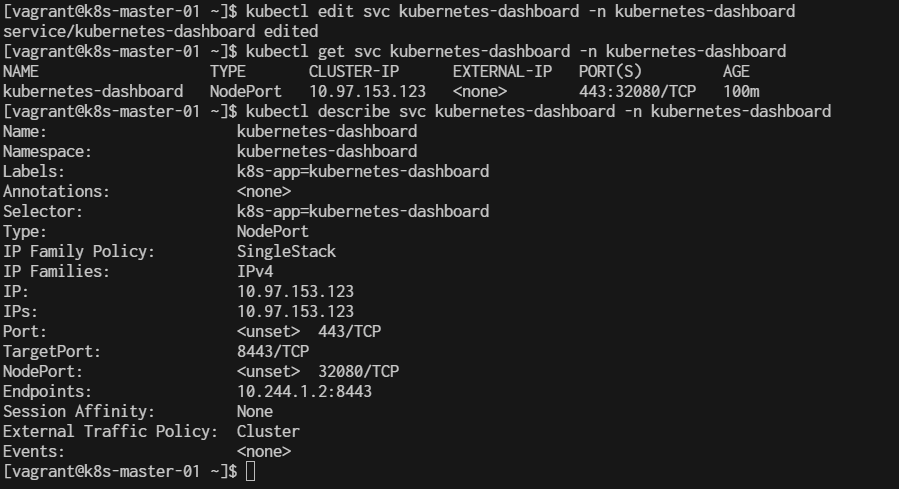 [vagrant@k8s-master-01 ~]$ kubectl edit svc kubernetes-dashboard -n kubernetes-dashboard
service/kubernetes-dashboard edited
[vagrant@k8s-master-01 ~]$ kubectl get svc kubernetes-dashboard -n kubernetes-dashboard
NAME                   TYPE       CLUSTER-IP      EXTERNAL-IP   PORT(S)         AGE
kubernetes-dashboard   NodePort   10.97.153.123   <none>        443:32080/TCP   100m
[vagrant@k8s-master-01 ~]$ kubectl describe svc kubernetes-dashboard -n kubernetes-dashboard
Name:                     kubernetes-dashboard
Namespace:                kubernetes-dashboard
Labels:                   k8s-app=kubernetes-dashboard
Annotations:              <none>
Selector:                 k8s-app=kubernetes-dashboard
Type:                     NodePort
IP Family Policy:         SingleStack
IP Families:              IPv4
IP:                       10.97.153.123
IPs:                      10.97.153.123
Port:                     <unset>  443/TCP
TargetPort:               8443/TCP
NodePort:                 <unset>  32080/TCP
Endpoints:                10.244.1.2:8443
Session Affinity:         None
External Traffic Policy:  Cluster
Events:                   <none>
[vagrant@k8s-master-01 ~]$